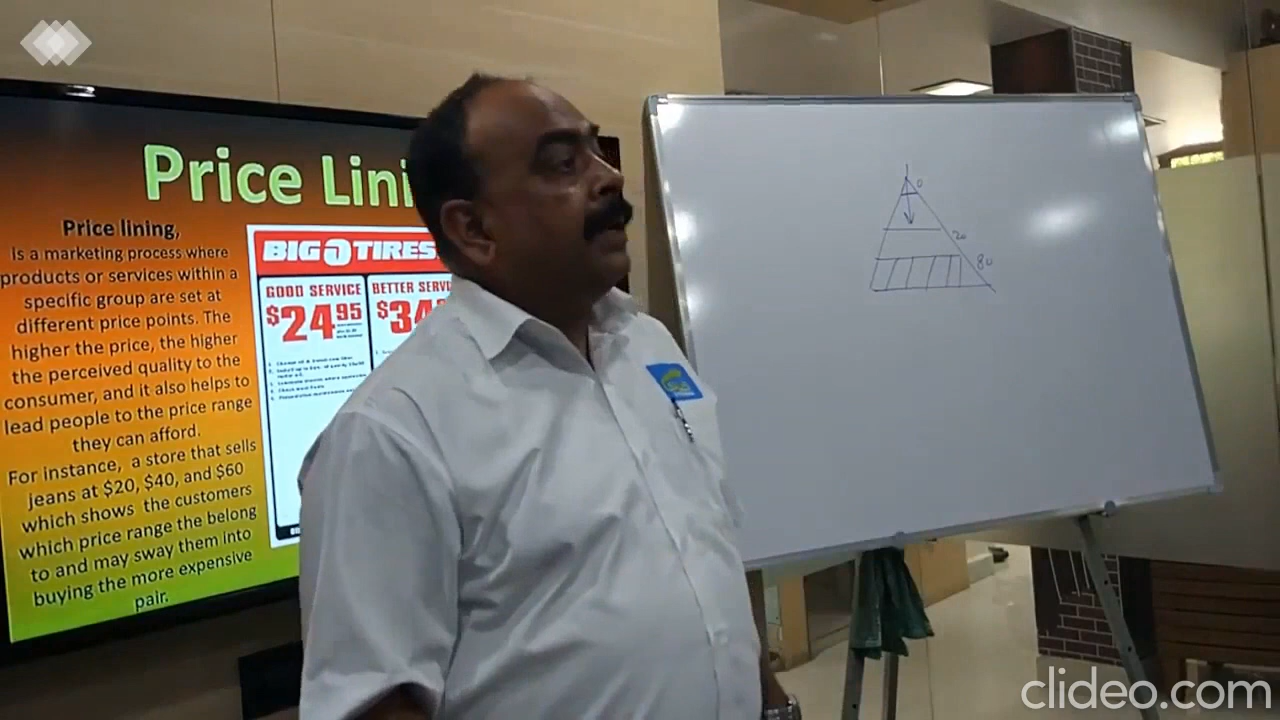 Price Lini
Price lining,
is a marketing process where
products or services within a
specific group are set at
different price points. The
higher the price, the higher
the perceived quality to the
consumer, and it also helps to
lead people to the price range
they can afford.
For instance, a store that sells
jeans at $20, $40, and $60
which shows the customers
which price range the belong
to and may sway them into
buying the more expensive
pair.
BIG O TIRES
GOOD SERVICE
$24.95
BETTER SERV
$34
0
20
80
clideo.com